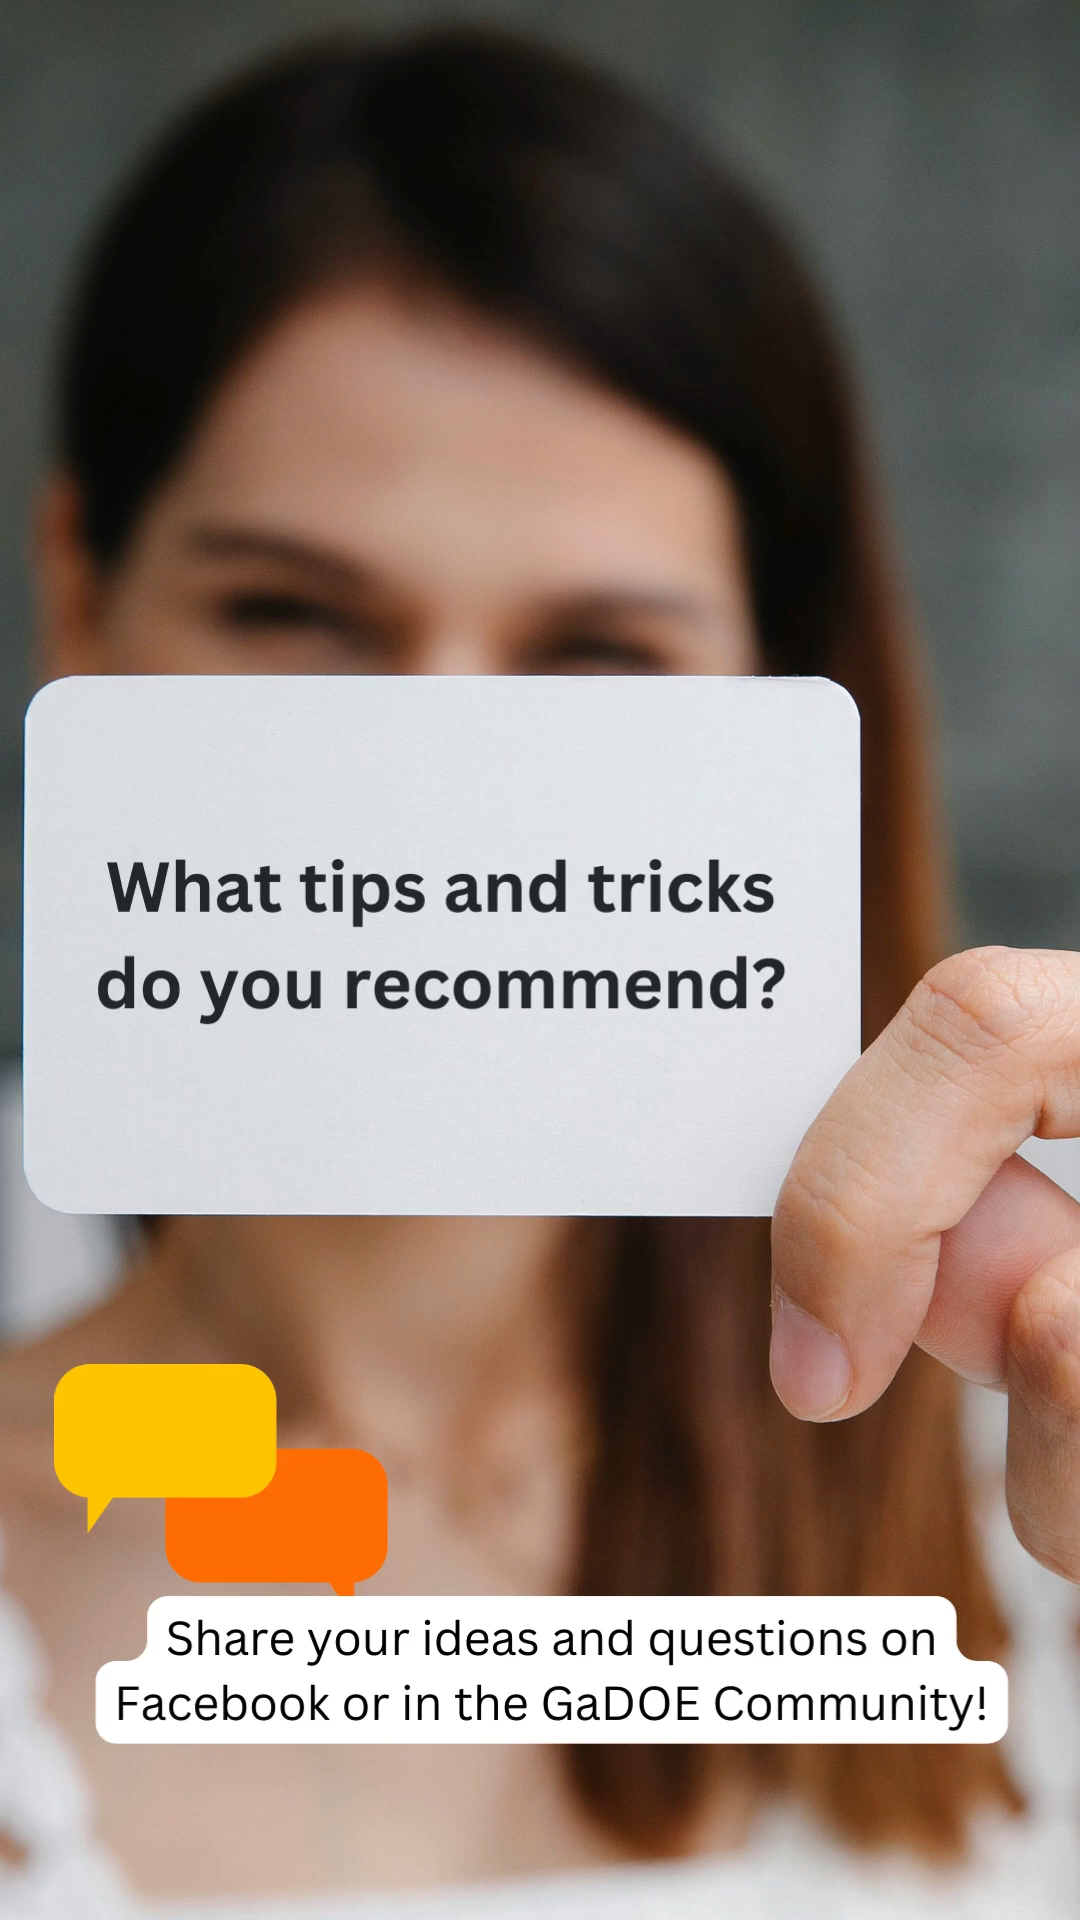 What tips and tricks
do you recommend?
Share your ideas and questions on
Facebook or in the GaDOE Community!